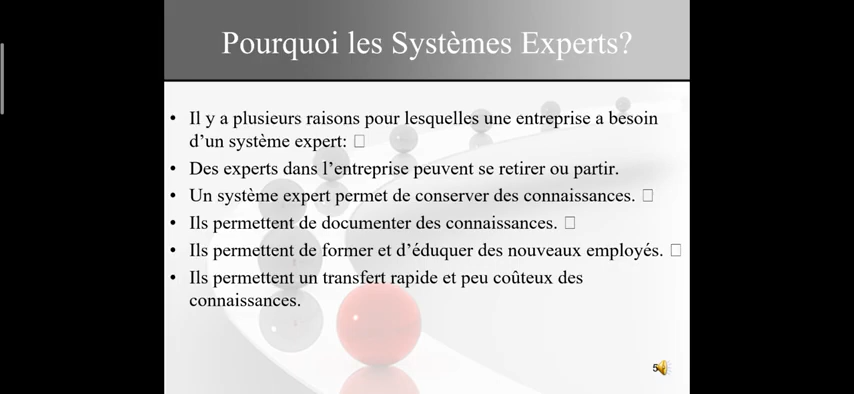 Pourquoi les Systèmes Experts?
• Il y a plusieurs raisons pour lesquelles une entreprise a besoin
d’un système expert: □
• Des experts dans l’entreprise peuvent se retirer ou partir.
• Un système expert permet de conserver des connaissances. □
• Ils permettent de documenter des connaissances. □
• Ils permettent de former et d’éduquer des nouveaux employés. □
• Ils permettent un transfert rapide et peu coûteux des
connaissances.
5